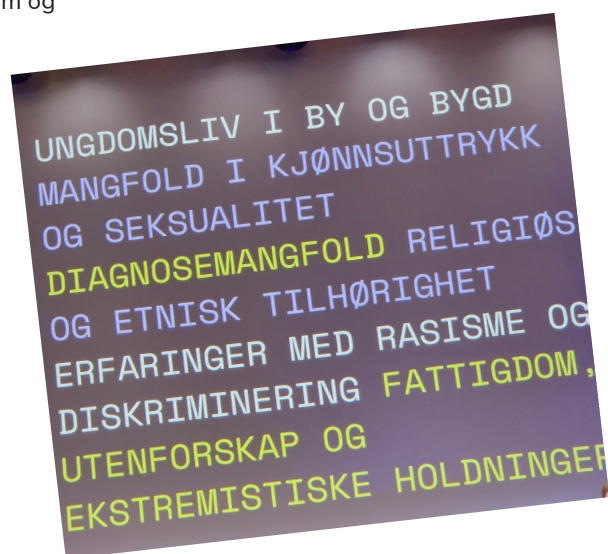 m og
UNGDOMSLIV I BY OG BYGD
MANGFOLD I KJØNNSUTTRYKK
OG SEKSUALITET
DIAGNOSEMANGFOLD RELIGIØS
OG ETNISK TILHØRIGHET
ERFARINGER MED RASISME OG
DISKRIMINERING FATTIGDOM,
UTENFORSKAP OG
EKSTREMISTISKE HOLDNINGER